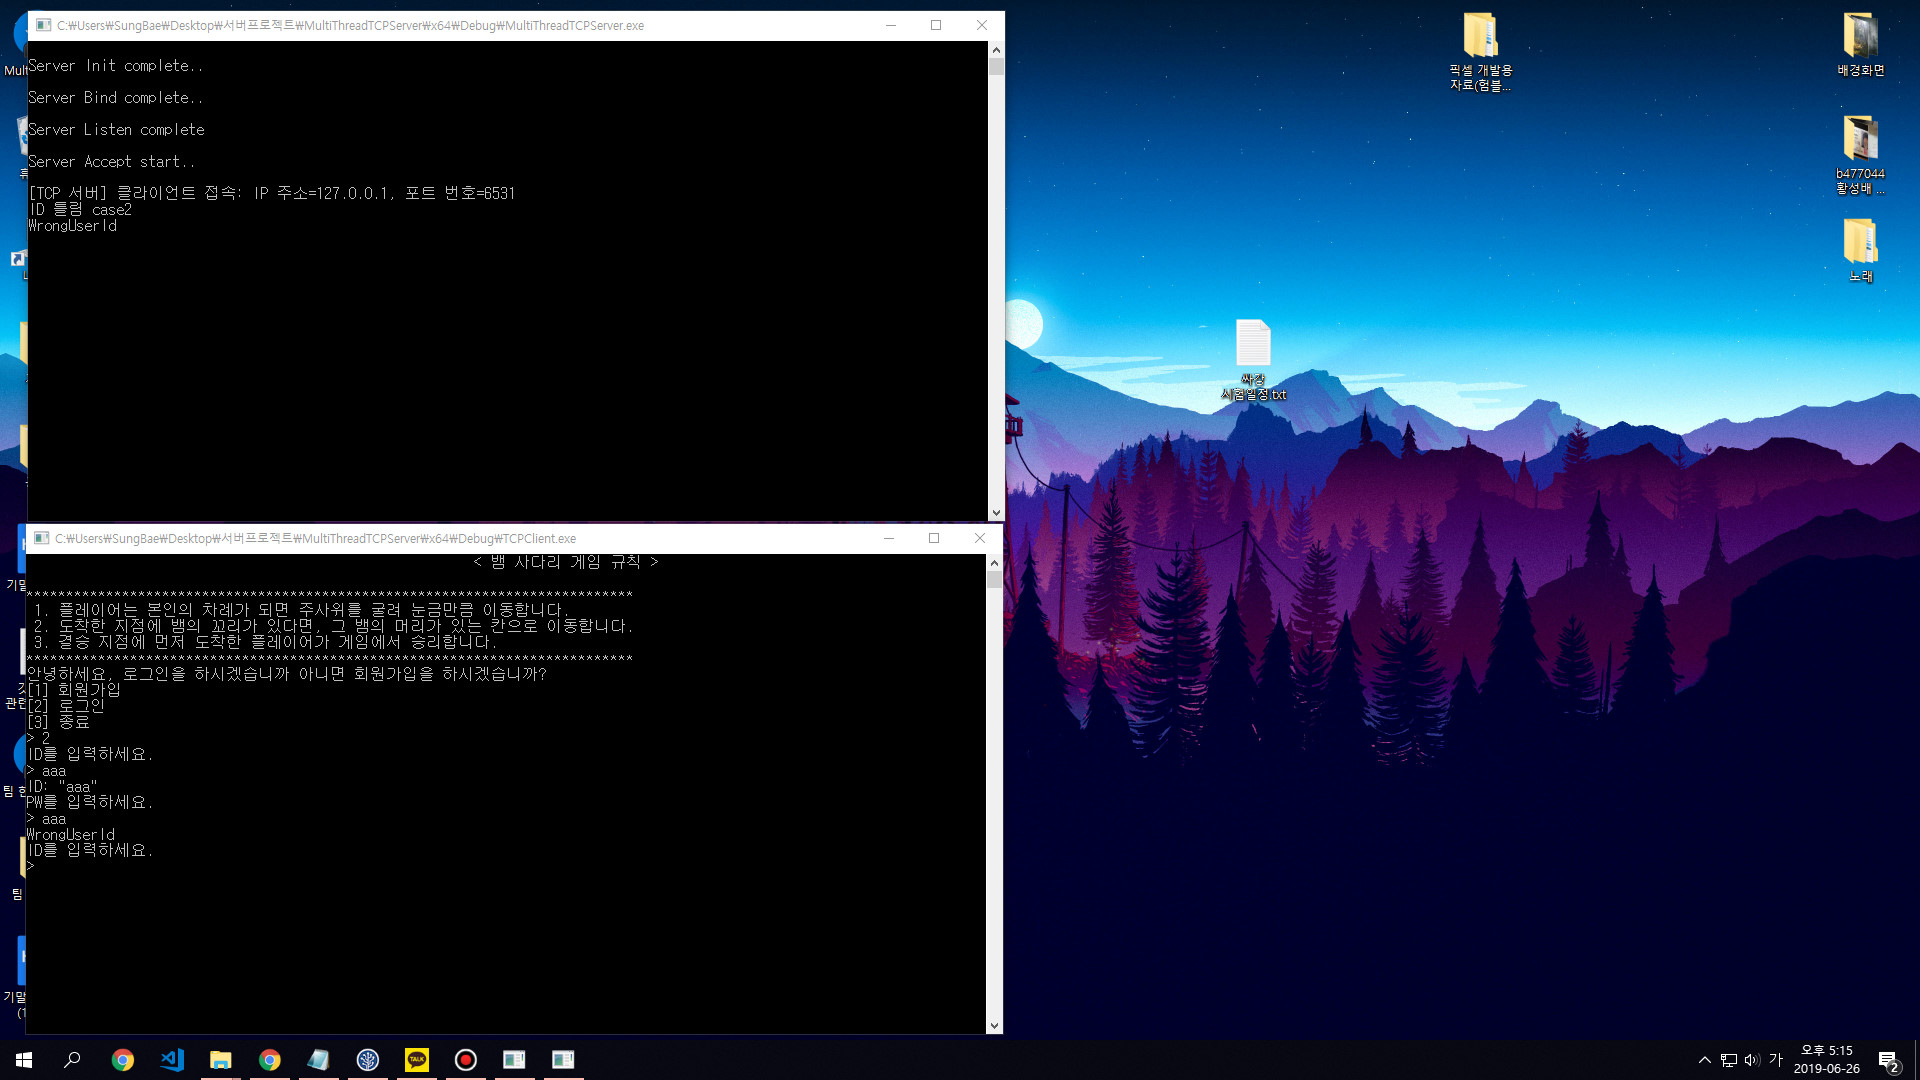 C:₩Users₩SungBae₩Desktop₩서버프로젝트₩MultiThreadTCPServer₩x64₩Debug₩MultiThreadTCPServer.exe
Server Init complete..
Server Bind complete..
Server Listen complete
Server Accept start..
[TCP 서버] 클라이언트 접속: IP 주소=127.0.0.1, 포트 번호=6531
ID 틀림 case2
WrongUserId
C:₩Users₩SungBae₩Desktop₩서버프로젝트₩MultiThreadTCPServer₩x64₩Debug₩TCPClient.exe
< 뱀 사다리 게임 규칙 >
****************************************************************************
1. 플레이어는 본인의 차례가 되면 주사위를 굴려 눈금만큼 이동합니다.
2. 도착한 지점에 뱀의 꼬리가 있다면, 그 뱀의 머리가 있는 칸으로 이동합니다.
3. 결승 지점에 먼저 도착한 플레이어가 게임에서 승리합니다.
****************************************************************************
안녕하세요, 로그인을 하시겠습니까 아니면 회원가입을 하시겠습니까?
[1] 회원가입
[2] 로그인
[3] 종료
> 2
ID를 입력하세요.
> aaa
ID: "aaa"
PW를 입력하세요.
> aaa
WrongUserId
ID를 입력하세요.
>
픽셀 개발용
자료(험블...
배경화면
b477044
황성배 ...
노래
싸강
시험일정.txt
Mult
기말
관련
팀 한
팀
기말
(1
TALK
가
오후 5:15
2019-06-26
2